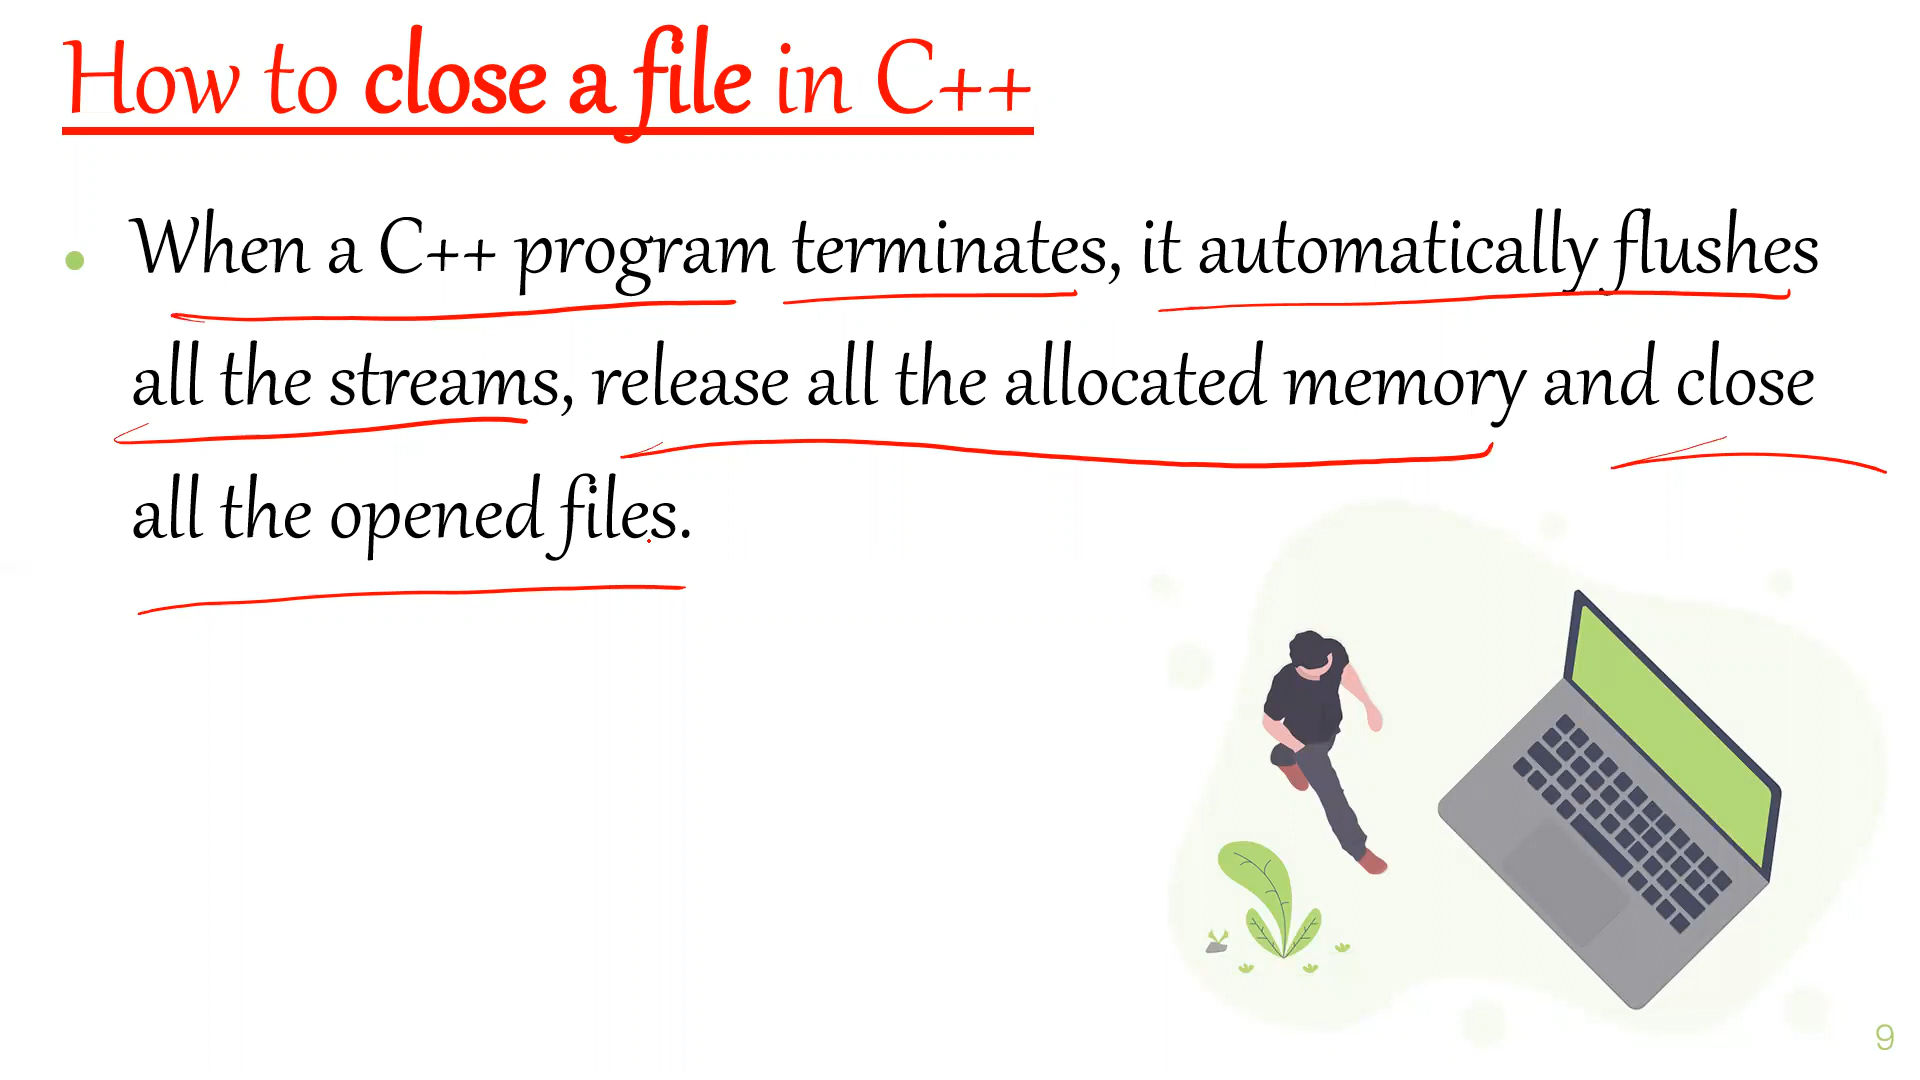 How to close a file in C++
• When a C++ program terminates, it automatically flushes
all the streams, release all the allocated memory and close
all the opened files.
9